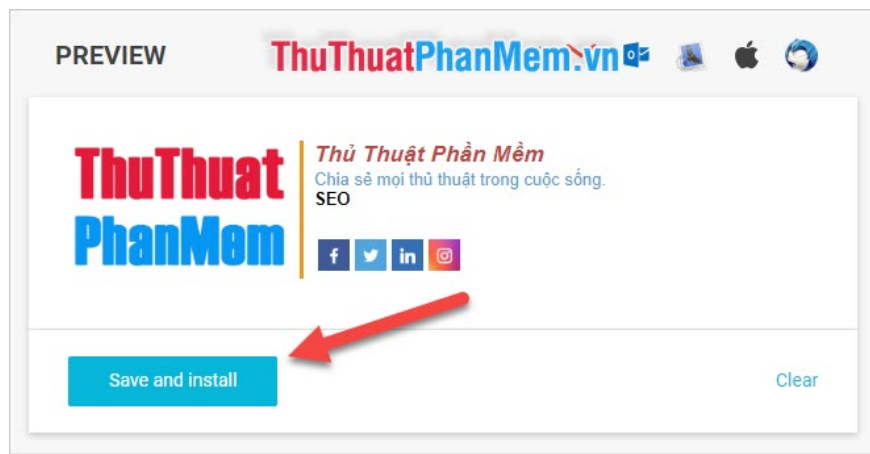 PREVIEW
ThuThuatPhanMem.vn
ThuThuat
PhanMem
Thủ Thuật Phần Mềm
Chia sẻ mọi thủ thuật trong cuộc sống.
SEO
Save and install
Clear